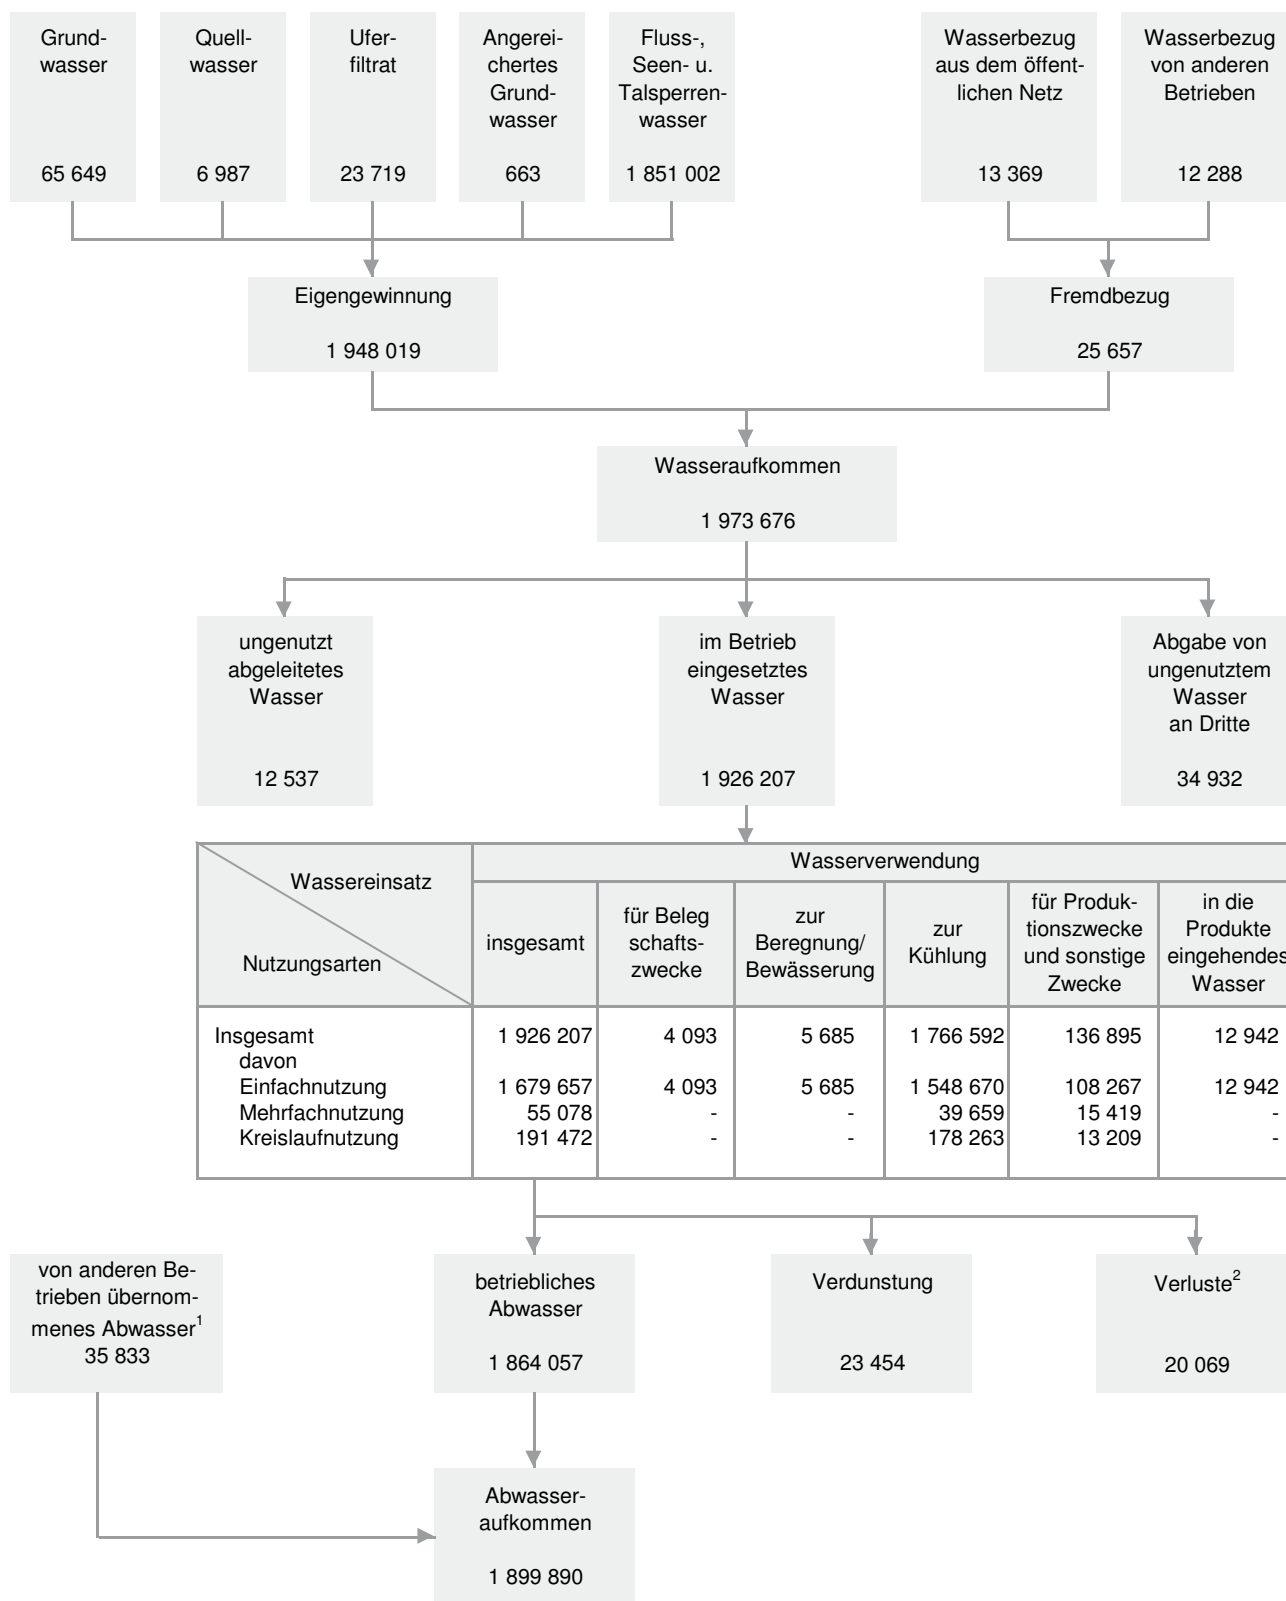 Grund-
wasser
65 649
Quell-
wasser
6 987
Ufer-
filtrat
23 719
Angerei-
chertes
Grund-
wasser
663
Fluss-,
Seen- u.
Talsperren-
wasser
1 851 002
Wasserbezug
aus dem öffent-
lichen Netz
13 369
Wasserbezug
von anderen
Betrieben
12 288
Eigengewinnung
1 948 019
Fremdbezug
25 657
Wasseraufkommen
1 973 676
ungenutzt
abgeleitetes
Wasser
12 537
im Betrieb
eingesetztes
Wasser
1 926 207
Abgabe von
ungenutztem
Wasser
an Dritte
34 932
Wassereinsatz
Nutzungsarten
Wasserverwendung
insgesamt
für Beleg
schafts-
zwecke
zur
Beregnung/
Bewässerung
zur
Kühlung
für Produk-
tionszwecke
und sonstige
Zwecke
in die
Produkte
eingehendes
Wasser
Insgesamt 1 926 207 4 093 5 685 1 766 592 136 895 12 942
davon
Einfachnutzung 1 679 657 4 093 5 685 1 548 670 108 267 12 942
Mehrfachnutzung 55 078 - - 39 659 15 419 -
Kreislaufnutzung 191 472 - - 178 263 13 209 -
von anderen Be-
trieben übernom-
menes Abwasser¹
35 833
betriebliches
Abwasser
1 864 057
Verdunstung
23 454
Verluste²
20 069
Abwasser-
aufkommen
1 899 890